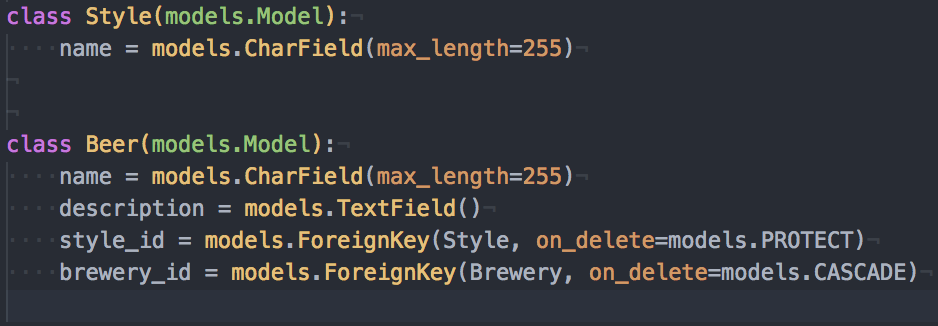 class Style(models.Model):¬
····name = models.CharField(max_length=255)¬
¬
¬
class Beer(models.Model):¬
····name = models.CharField(max_length=255)¬
····description = models.TextField()¬
····style_id = models.ForeignKey(Style, on_delete=models.PROTECT)¬
····brewery_id = models.ForeignKey(Brewery, on_delete=models.CASCADE)¬